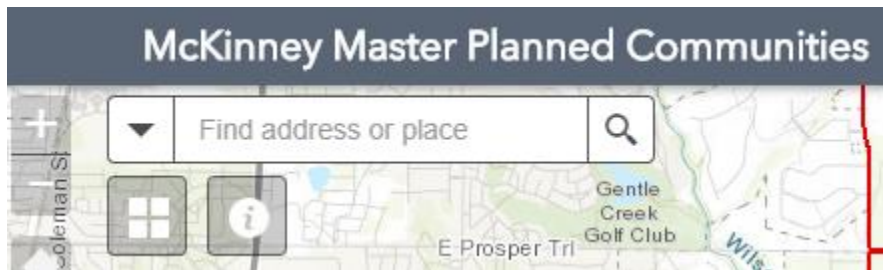 McKinney Master Planned Communities
Find address or place
Coleman St
Gentle
Creek
Golf Club
E Prosper Trl